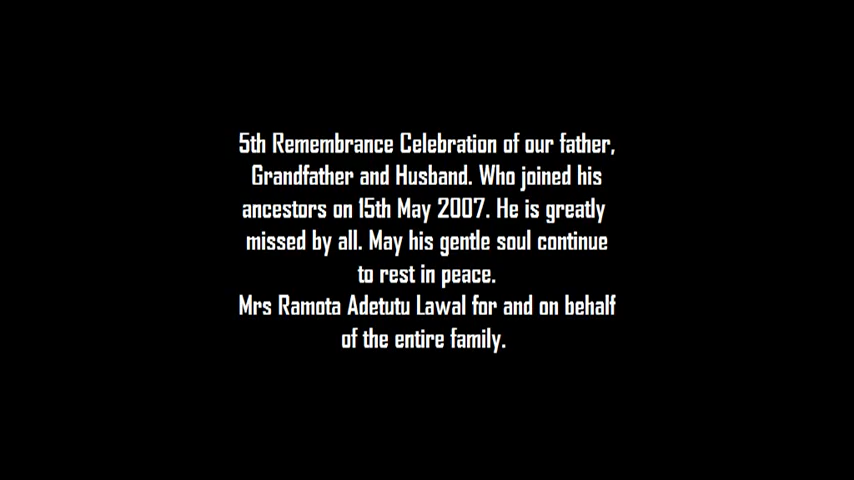 5th Remembrance Celebration of our father,
Grandfather and Husband. Who joined his
ancestors on 15th May 2007. He is greatly
missed by all. May his gentle soul continue
to rest in peace.
Mrs Ramota Adetutu Lawal for and on behalf
of the entire family.